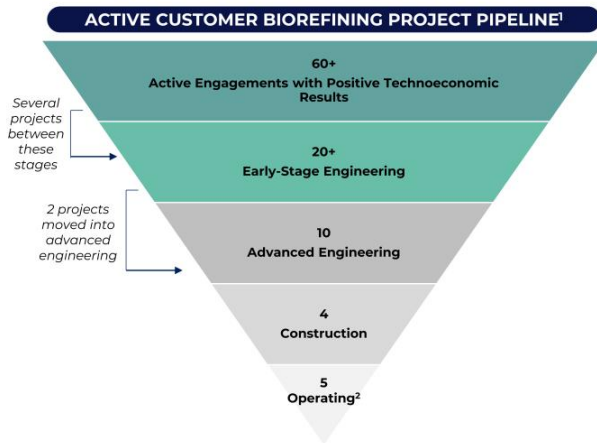 ACTIVE CUSTOMER BIOREFINING PROJECT PIPELINE¹
60+
Active Engagements with Positive Technoeconomic
Results
Several
projects
between
these
stages
20+
Early-Stage Engineering
2 projects
moved into
advanced
engineering
10
Advanced Engineering
4
Construction
5
Operating²